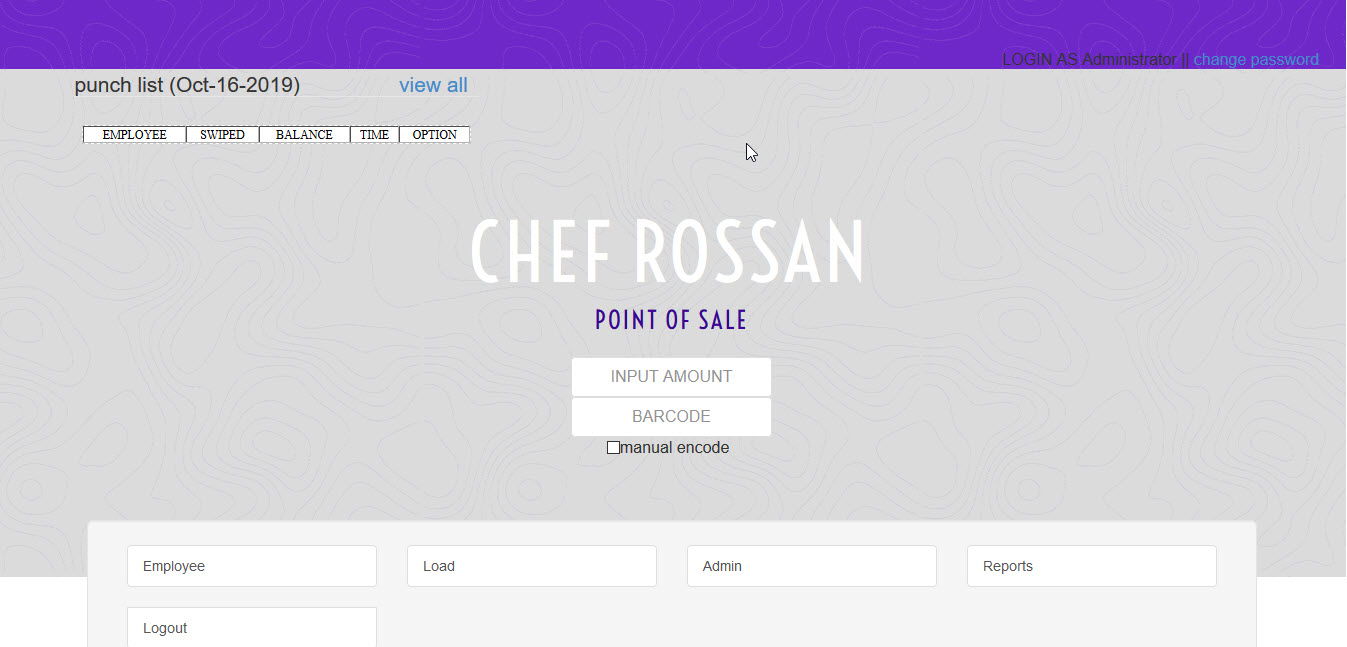 LOGIN AS Administrator || change password
punch list (Oct-16-2019) view all
EMPLOYEE SWIPED BALANCE TIME OPTION
CHEF ROSSAN
POINT OF SALE
INPUT AMOUNT
BARCODE
manual encode
Employee Load Admin Reports
Logout